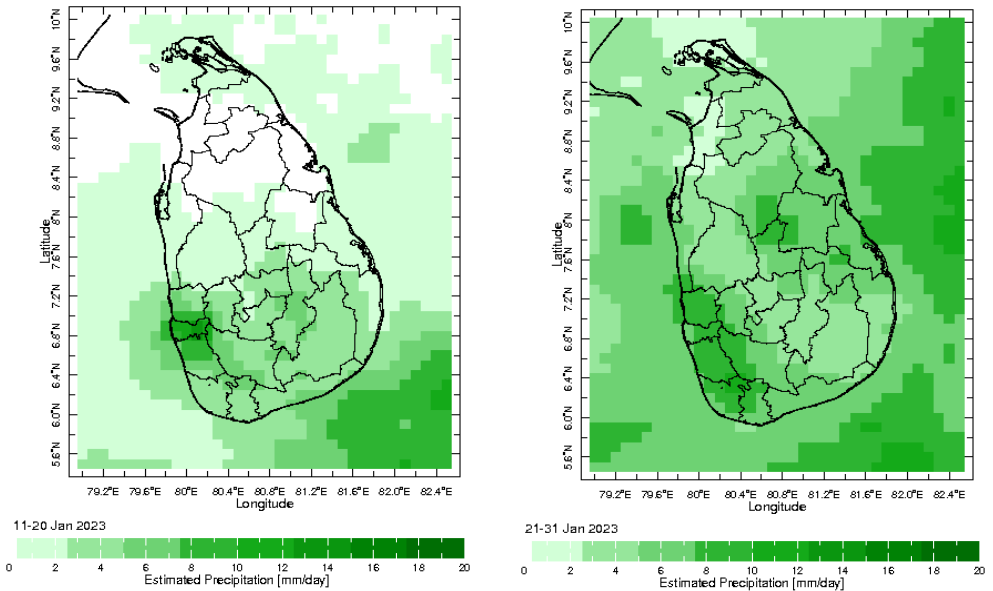 10°N
9.6°N
9.2°N
8.8°N
8.4°N
8°N
7.6°N
7.2°N
6.8°N
6.4°N
6.0°N
5.6°N
Latitude
79.2°E 79.6°E 80°E 80.4°E 80.8°E 81.2°E 81.6°E 82.0°E 82.4°E
Longitude
11-20 Jan 2023
0 2 4 6 8 10 12 14 16 18 20
Estimated Precipitation [mm/day]
10°N
9.6°N
9.2°N
8.8°N
8.4°N
8°N
7.6°N
7.2°N
6.8°N
6.4°N
6.0°N
5.6°N
Latitude
79.2°E 79.6°E 80°E 80.4°E 80.8°E 81.2°E 81.6°E 82.0°E 82.4°E
Longitude
21-31 Jan 2023
0 2 4 6 8 10 12 14 16 18 20
Estimated Precipitation [mm/day]